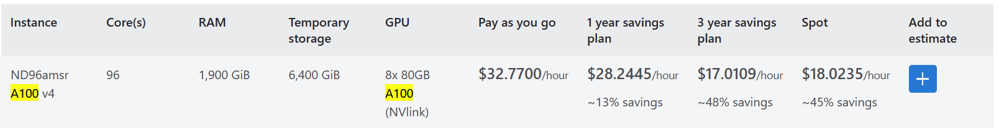 Instance Core(s) RAM Temporary storage GPU Pay as you go 1 year savings plan 3 year savings plan Spot Add to estimate
ND96amsr A100 v4 96 1,900 GiB 6,400 GiB 8x 80GB A100 (NVlink) $32.7700/hour $28.2445/hour ~13% savings $17.0109/hour ~48% savings $18.0235/hour ~45% savings +